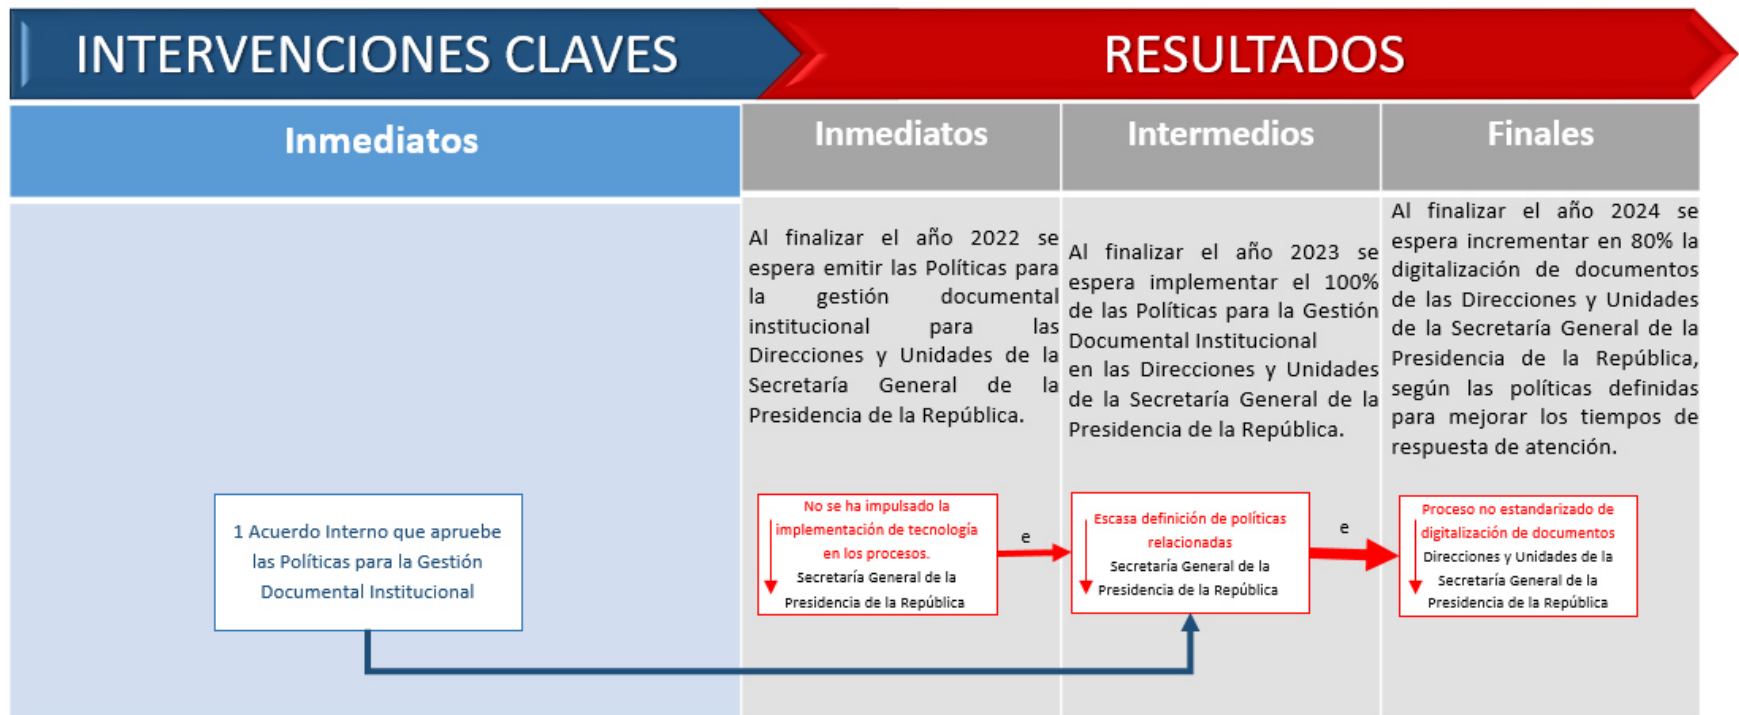 INTERVENCIONES CLAVES
RESULTADOS
Inmediatos
Inmediatos
Intermedios
Finales
Al finalizar el año 2022 se
espera emitir las Políticas para
la gestión documental
institucional para las
Direcciones y Unidades de la
Secretaría General de la
Presidencia de la República.
Al finalizar el año 2023 se
espera implementar el 100%
de las Políticas para la Gestión
Documental Institucional
en las Direcciones y Unidades
de la Secretaría General de la
Presidencia de la República.
Al finalizar el año 2024 se
espera incrementar en 80% la
digitalización de documentos
de las Direcciones y Unidades
de la Secretaría General de la
Presidencia de la República,
según las políticas definidas
para mejorar los tiempos de
respuesta de atención.
1 Acuerdo Interno que apruebe
las Políticas para la Gestión
Documental Institucional
No se ha impulsado la
implementación de tecnología
en los procesos.
Secretaría General de la
Presidencia de la República
e
Escasa definición de políticas
relacionadas
Secretaría General de la
Presidencia de la República
e
Proceso no estandarizado de
digitalización de documentos
Direcciones y Unidades de la
Secretaría General de la
Presidencia de la República